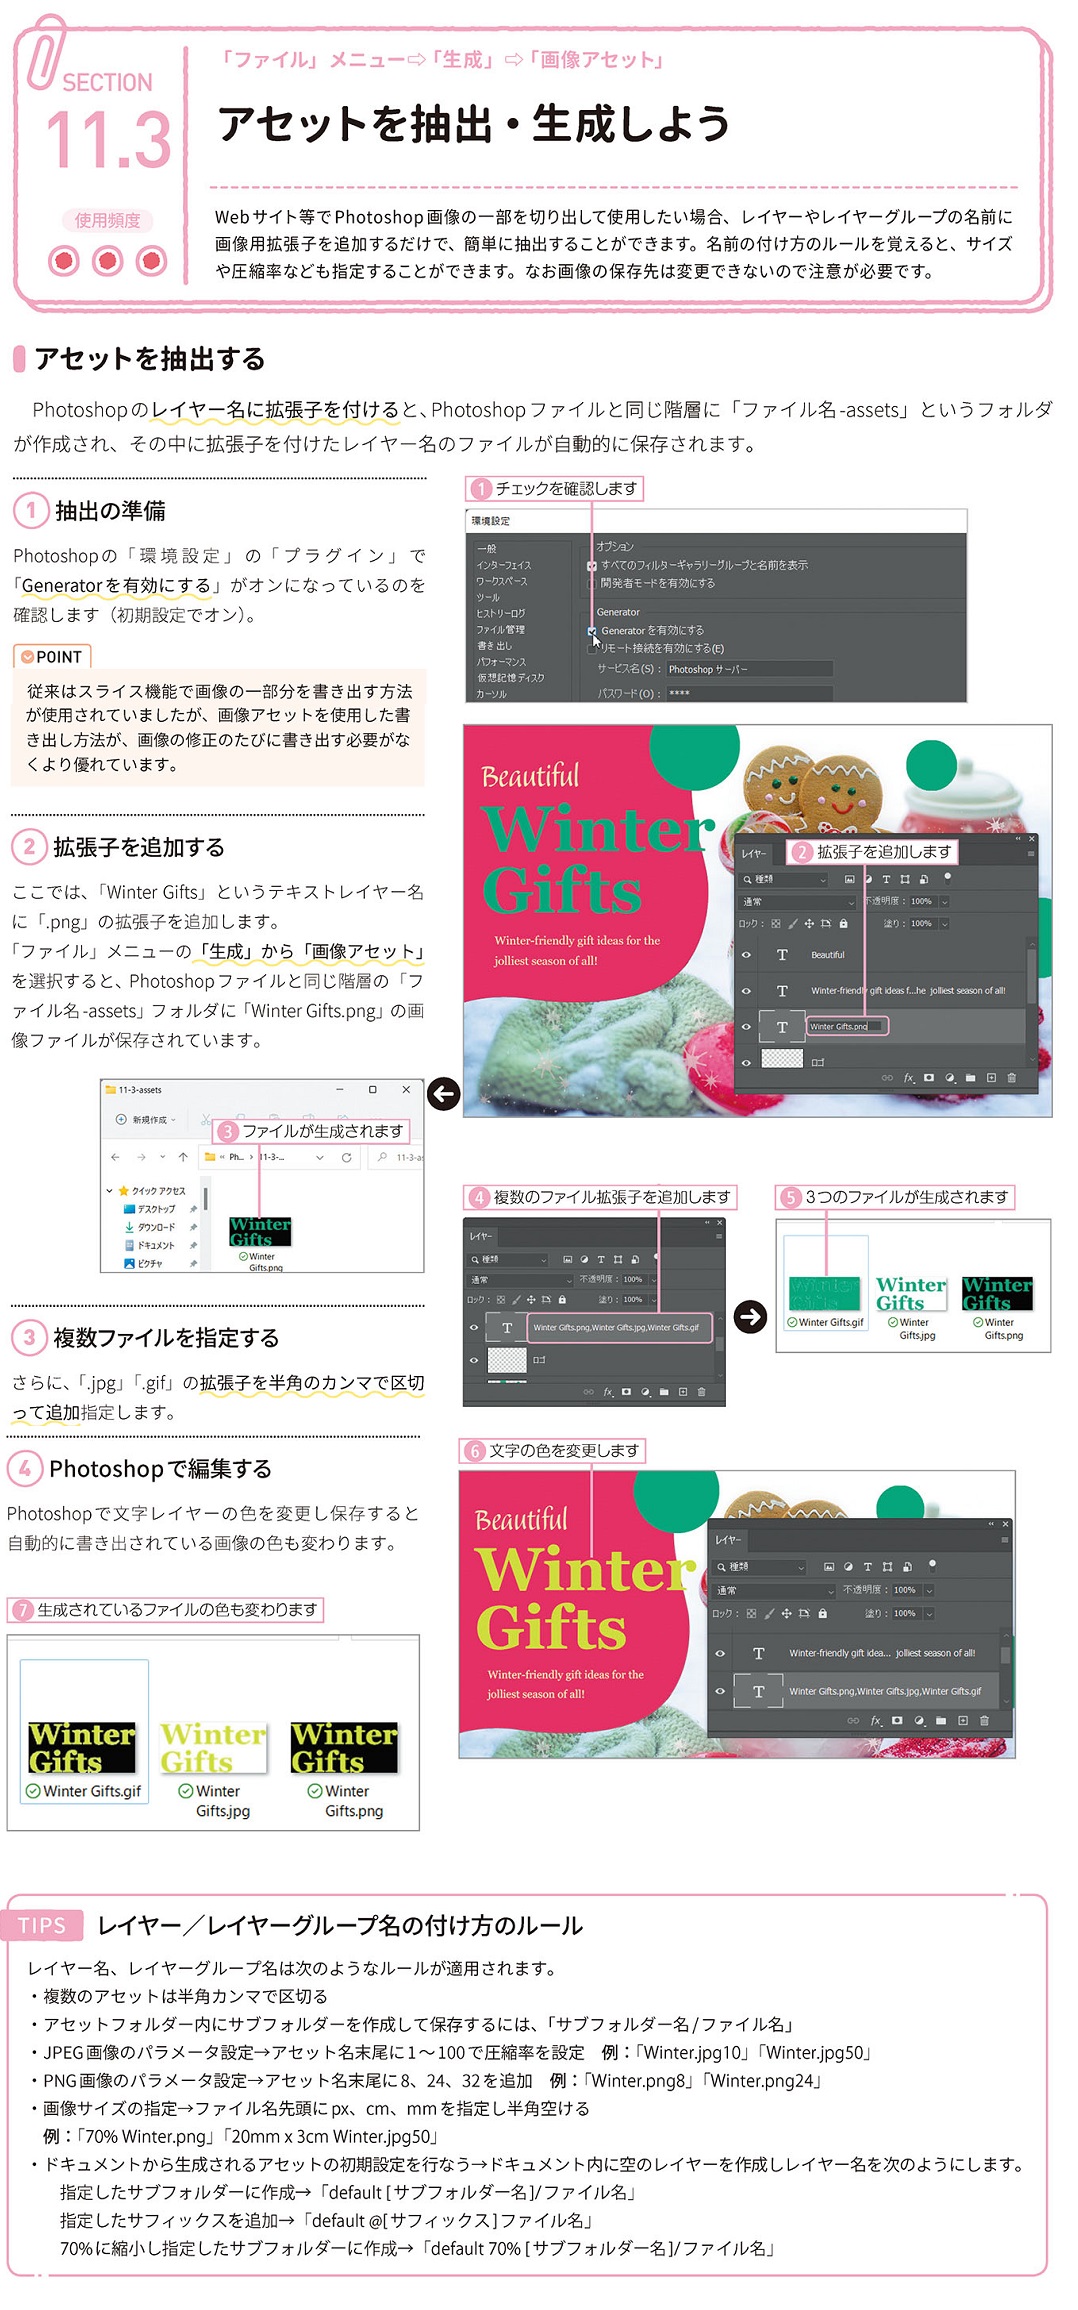 「ファイル」メニュー⇨「生成」⇨「画像アセット」
SECTION
11.3
使用頻度
アセットを抽出・生成しよう
Webサイト等でPhotoshop画像の一部を切り出して使用したい場合、レイヤーやレイヤーグループの名前に
画像用拡張子を追加するだけで、簡単に抽出することができます。名前の付け方のルールを覚えると、サイズ
や圧縮率なども指定することができます。なお画像の保存先は変更できないので注意が必要です。
アセットを抽出する
Photoshopのレイヤー名に拡張子を付けると、Photoshopファイルと同じ階層に「ファイル名-assets」というフォルダ
が作成され、その中に拡張子を付けたレイヤー名のファイルが自動的に保存されます。
1 抽出の準備
Photoshopの「環境設定」の「プラグイン」で
「Generatorを有効にする」がオンになっているのを
確認します（初期設定でオン）。
POINT
従来はスライス機能で画像の一部分を書き出す方法
が使用されていましたが、画像アセットを使用した書
き出し方法が、画像の修正のたびに書き出す必要がな
くより優れています。
1 チェックを確認します
環境設定
一般
インターフェイス
ワークスペース
ツール
ヒストリーログ
ファイル管理
書き出し
パフォーマンス
仮想記憶ディスク
カーソル
オプション
すべてのフィルターギャラリーグループと名前を表示
開発者モードを有効にする
Generator
Generator を有効にする
リモート接続を有効にする(E)
サービス名(S)： Photoshop サーバー
パスワード(O)： ****
2 拡張子を追加する
ここでは、「Winter Gifts」というテキストレイヤー名
に「.png」の拡張子を追加します。
「ファイル」メニューの「生成」から「画像アセット」
を選択すると、Photoshopファイルと同じ階層の「フ
ァイル名-assets」フォルダに「Winter Gifts.png」の画
像ファイルが保存されています。
Beautiful
Winter
Gifts
Winter-friendly gift ideas for the
jolliest season of all!
2 拡張子を追加します
レイヤー
種類
通常 不透明度： 100%
ロック： 塗り： 100%
T Beautiful
T Winter-friendly gift ideas f...he jolliest season of all!
T Winter Gifts.png
ロゴ
fx
11-3-assets
新規作成
3 ファイルが生成されます
« Ph... › 11-3-...
11-3-as
クイック アクセス
デスクトップ
ダウンロード
ドキュメント
ピクチャ
Winter
Gifts
Winter
Gifts.png
4 複数のファイル拡張子を追加します
レイヤー
種類
通常 不透明度： 100%
ロック： 塗り： 100%
T Winter Gifts.png,Winter Gifts.jpg,Winter Gifts.gif
ロゴ
fx
5 3つのファイルが生成されます
Winter
Gifts
Winter
Gifts
Winter
Gifts
Winter Gifts.gif
Winter
Gifts.jpg
Winter
Gifts.png
3 複数ファイルを指定する
さらに、「.jpg」「.gif」の拡張子を半角のカンマで区切
って追加指定します。
4 Photoshopで編集する
Photoshopで文字レイヤーの色を変更し保存すると
自動的に書き出されている画像の色も変わります。
6 文字の色を変更します
Beautiful
Winter
Gifts
Winter-friendly gift ideas for the
jolliest season of all!
レイヤー
種類
通常 不透明度： 100%
ロック： 塗り： 100%
T Winter-friendly gift idea... jolliest season of all!
T Winter Gifts.png,Winter Gifts.jpg,Winter Gifts.gif
fx
7 生成されているファイルの色も変わります
Winter
Gifts
Winter
Gifts
Winter
Gifts
Winter Gifts.gif
Winter
Gifts.jpg
Winter
Gifts.png
TIPS レイヤー／レイヤーグループ名の付け方のルール
レイヤー名、レイヤーグループ名は次のようなルールが適用されます。
・複数のアセットは半角カンマで区切る
・アセットフォルダー内にサブフォルダーを作成して保存するには、「サブフォルダー名/ファイル名」
・JPEG画像のパラメータ設定→アセット名末尾に1～100で圧縮率を設定　例：「Winter.jpg10」「Winter.jpg50」
・PNG画像のパラメータ設定→アセット名末尾に8、24、32を追加　例：「Winter.png8」「Winter.png24」
・画像サイズの指定→ファイル名先頭にpx、cm、mmを指定し半角空ける
例：「70% Winter.png」「20mm x 3cm Winter.jpg50」
・ドキュメントから生成されるアセットの初期設定を行なう→ドキュメント内に空のレイヤーを作成しレイヤー名を次のようにします。
指定したサブフォルダーに作成→「default [サブフォルダー名]/ファイル名」
指定したサフィックスを追加→「default @[サフィックス]ファイル名」
70%に縮小し指定したサブフォルダーに作成→「default 70% [サブフォルダー名]/ファイル名」